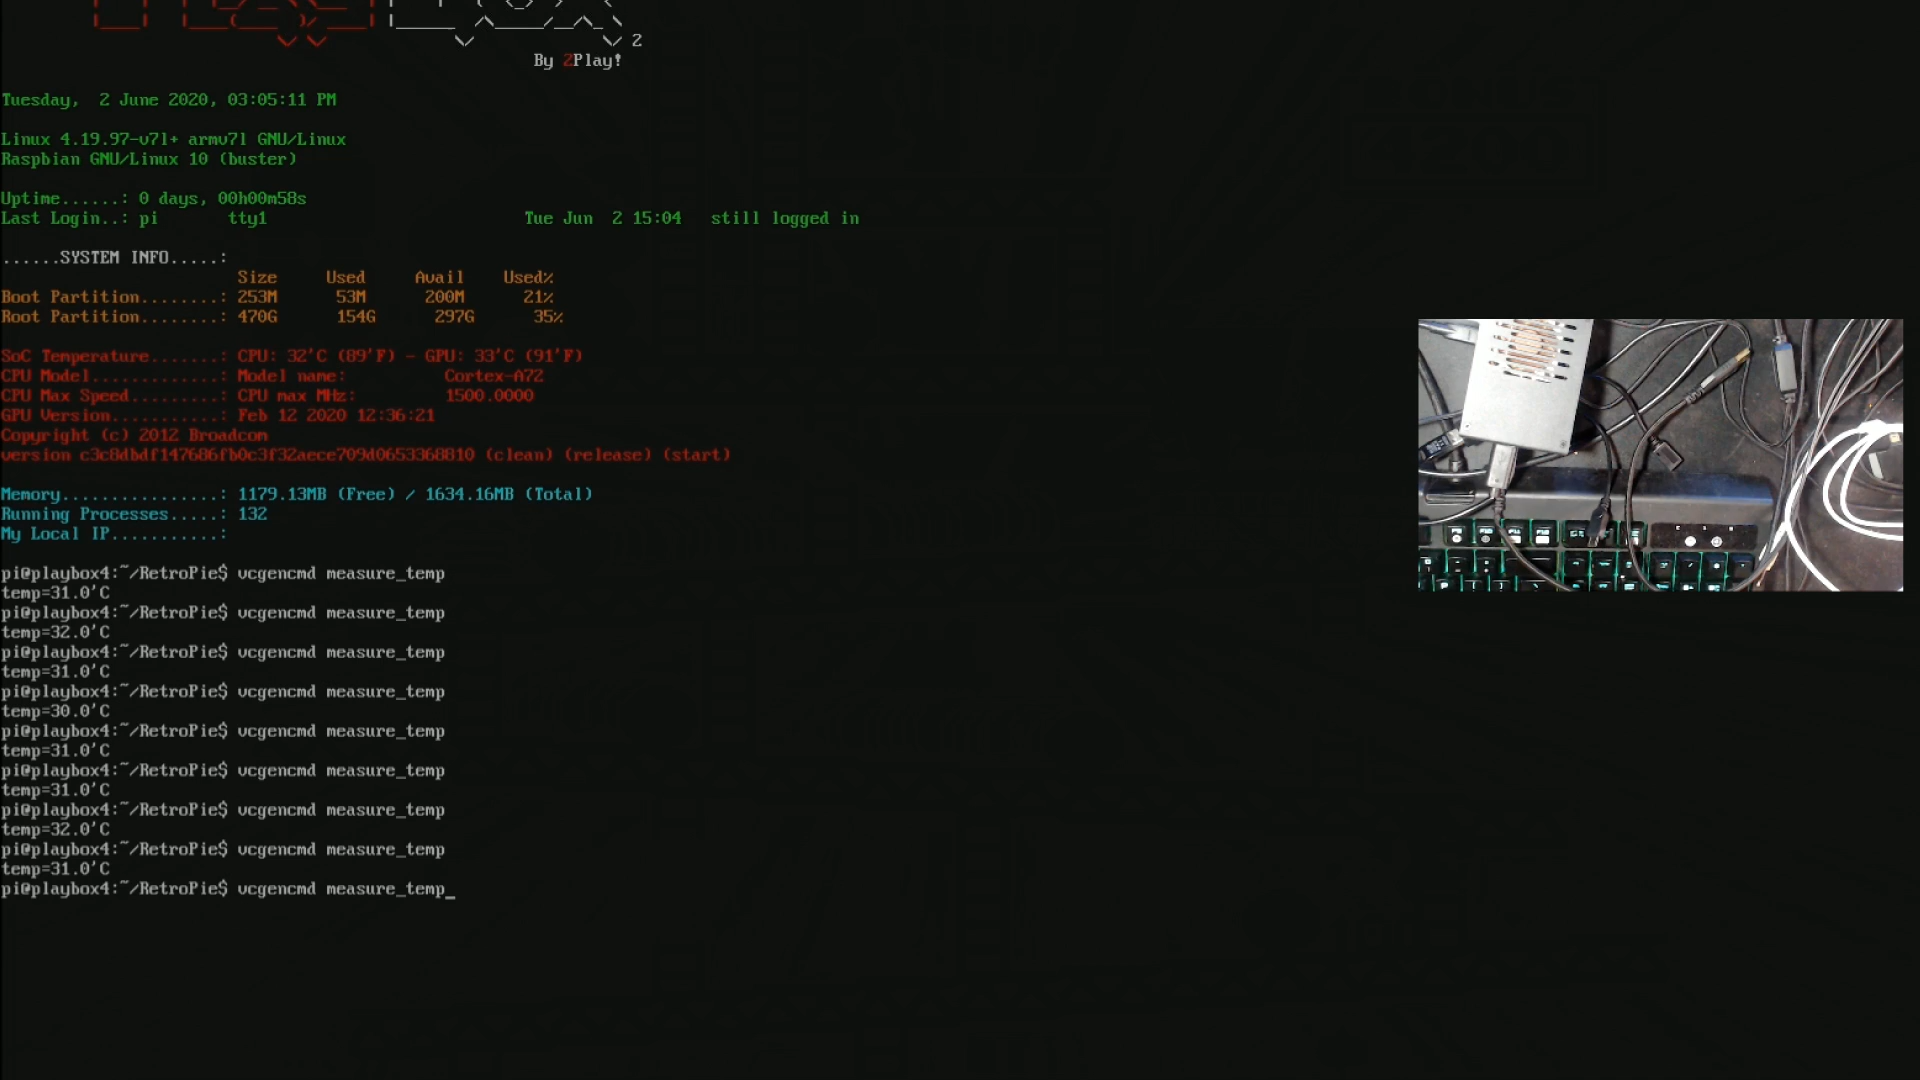 2
By 2Play!
Tuesday,  2 June 2020, 03:05:11 PM
Linux 4.19.97-v7l+ armv7l GNU/Linux
Raspbian GNU/Linux 10 (buster)
Uptime......: 0 days, 00h00m58s
Last Login..: pi       tty1                          Tue Jun  2 15:04   still logged in
......SYSTEM INFO.....:
Size     Used     Avail    Used%
Boot Partition........: 253M      53M      200M      21%
Root Partition........: 470G      154G      297G      35%
SoC Temperature.......: CPU: 32'C (89'F) - GPU: 33'C (91'F)
CPU Model.............: Model name:          Cortex-A72
CPU Max Speed.........: CPU max MHz:         1500.0000
GPU Version...........: Feb 12 2020 12:36:21
Copyright (c) 2012 Broadcom
version c3c8dbdf147686fb0c3f32aece709d0653368810 (clean) (release) (start)
Memory................: 1179.13MB (Free) / 1634.16MB (Total)
Running Processes.....: 132
My Local IP...........:
pi@playbox4:~/RetroPie$ vcgencmd measure_temp
temp=31.0'C
pi@playbox4:~/RetroPie$ vcgencmd measure_temp
temp=32.0'C
pi@playbox4:~/RetroPie$ vcgencmd measure_temp
temp=31.0'C
pi@playbox4:~/RetroPie$ vcgencmd measure_temp
temp=30.0'C
pi@playbox4:~/RetroPie$ vcgencmd measure_temp
temp=31.0'C
pi@playbox4:~/RetroPie$ vcgencmd measure_temp
temp=31.0'C
pi@playbox4:~/RetroPie$ vcgencmd measure_temp
temp=32.0'C
pi@playbox4:~/RetroPie$ vcgencmd measure_temp
temp=31.0'C
pi@playbox4:~/RetroPie$ vcgencmd measure_temp_